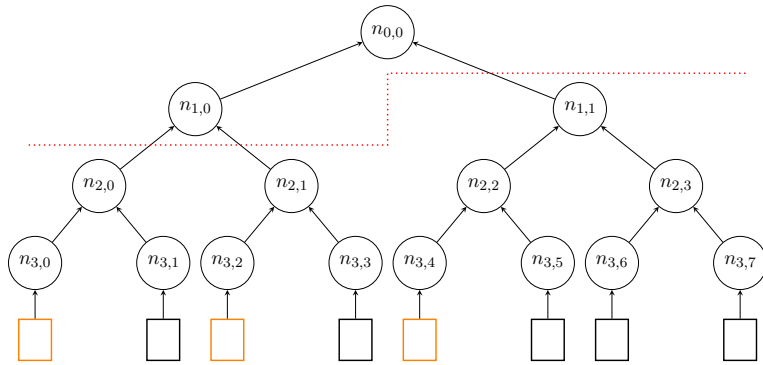 n₀,₀
n₁,₀ n₁,₁
n₂,₀ n₂,₁ n₂,₂ n₂,₃
n₃,₀ n₃,₁ n₃,₂ n₃,₃ n₃,₄ n₃,₅ n₃,₆ n₃,₇